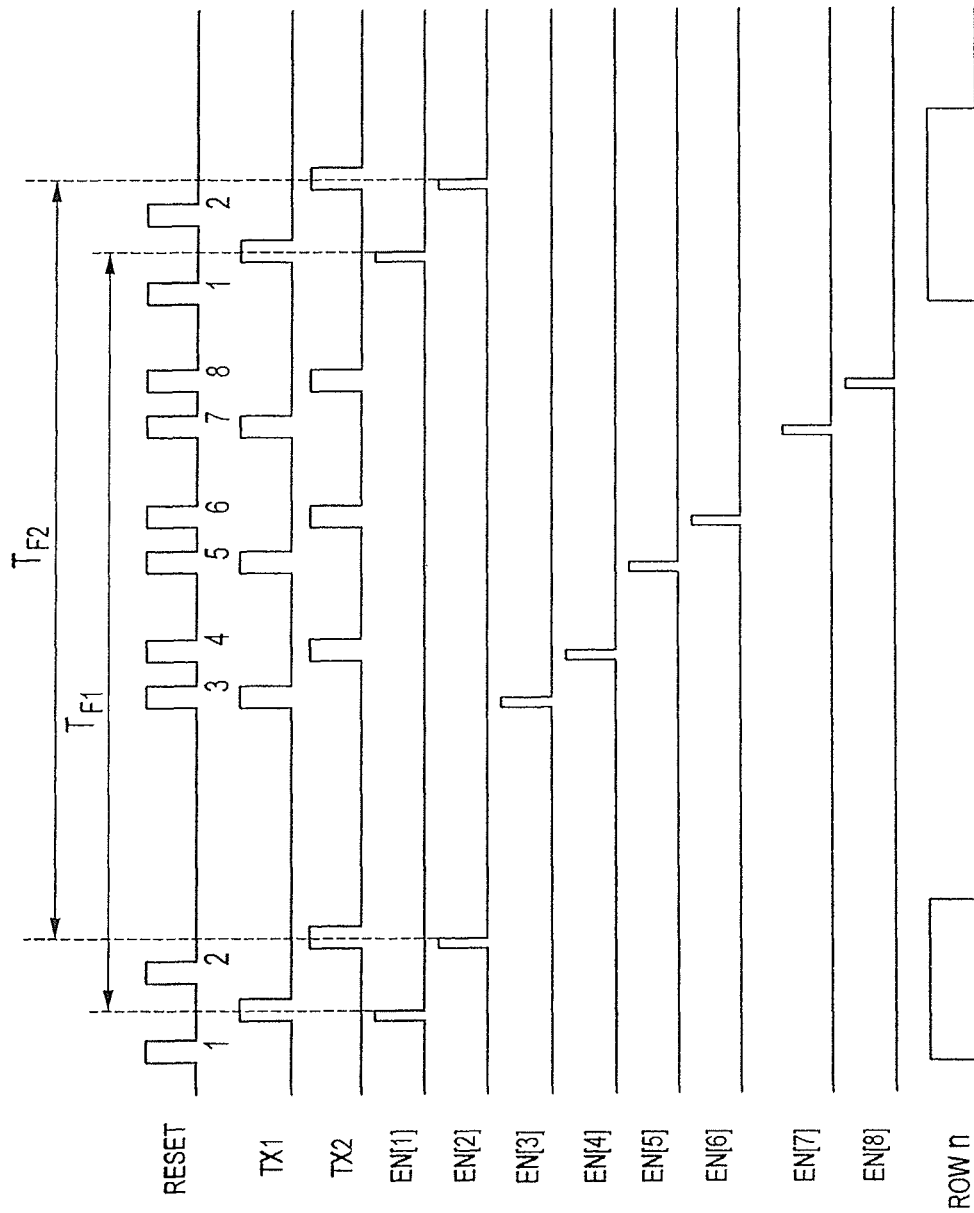 T_F2
T_F1
RESET
1 2 3 4 5 6 7 8 1 2
TX1
TX2
EN[1]
EN[2]
EN[3]
EN[4]
EN[5]
EN[6]
EN[7]
EN[8]
ROW n